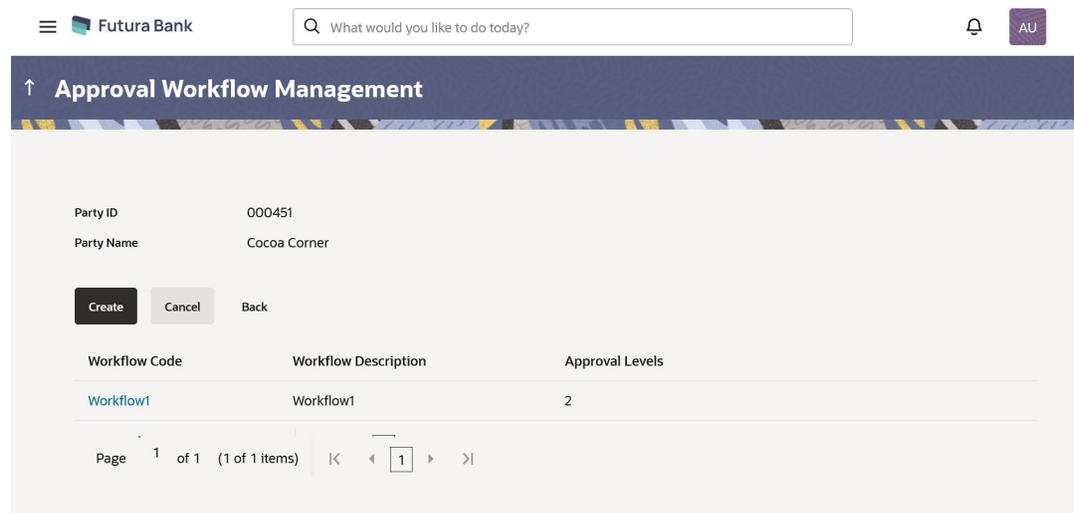 Futura Bank
What would you like to do today?
AU
Approval Workflow Management
Party ID 000451
Party Name Cocoa Corner
Create Cancel Back
Workflow Code Workflow Description Approval Levels
Workflow1 Workflow1 2
Page 1 of 1 (1 of 1 items) 1